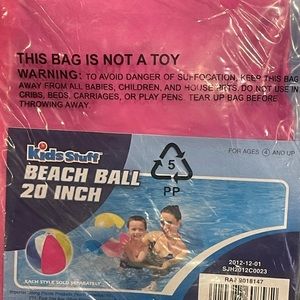 THIS BAG IS NOT A TOY
WARNING: TO AVOID DANGER OF SUFFOCATION, KEEP THIS BAG
AWAY FROM ALL BABIES, CHILDREN, AND HOUSE PETS. DO NOT USE IN
CRIBS, BEDS, CARRIAGES, OR PLAY PENS. TEAR UP BAG BEFORE
THROWING AWAY.
Kids Stuff
BEACH BALL
20 INCH
5
PP
FOR AGES 4 AND UP
EACH STYLE SOLD SEPARATELY
2012-12-01
SJH2012C0023